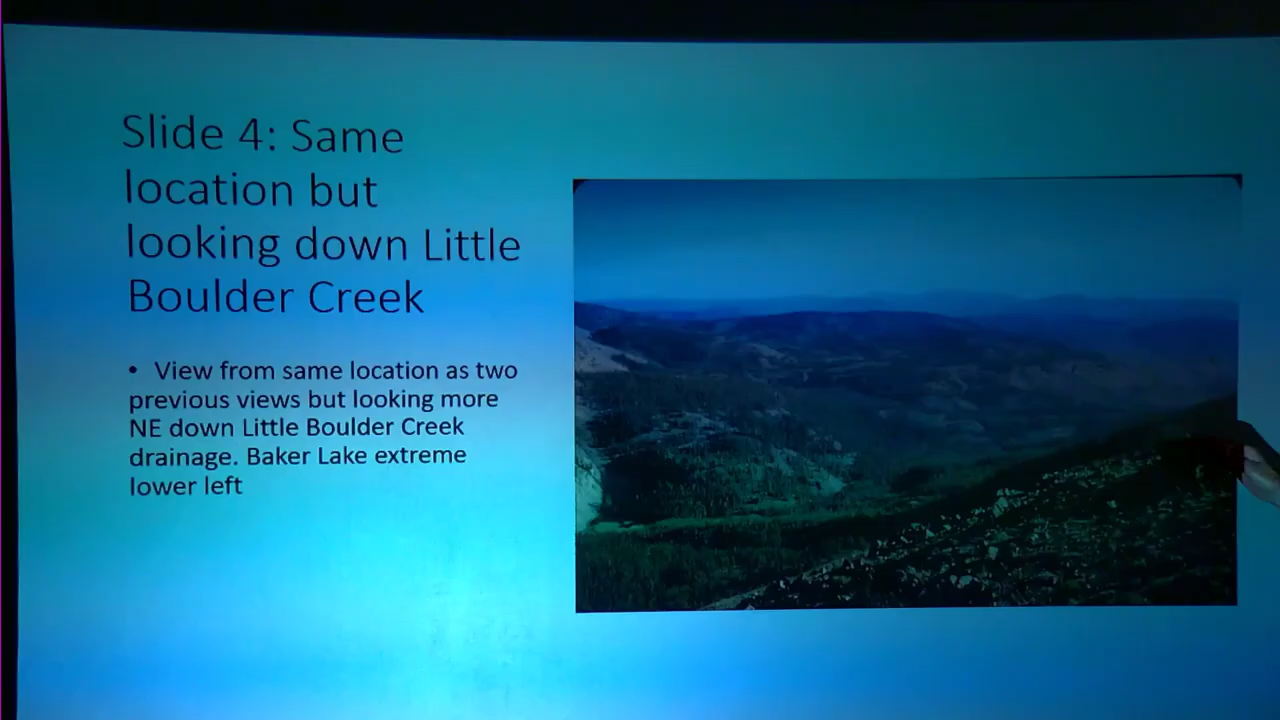 Slide 4: Same
location but
looking down Little
Boulder Creek
• View from same location as two
previous views but looking more
NE down Little Boulder Creek
drainage. Baker Lake extreme
lower left